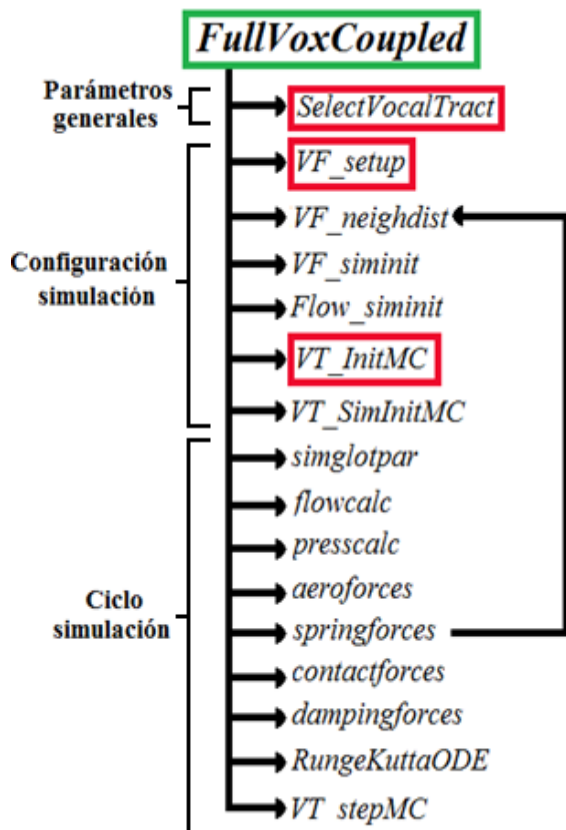 FullVoxCoupled
Parámetros
generales
SelectVocalTract
Configuración
simulación
VF_setup
VF_neighdist
VF_siminit
Flow_siminit
VT_InitMC
VT_SimInitMC
Ciclo
simulación
simglotpar
flowcalc
presscalc
aeroforces
springforces
contactforces
dampingforces
RungeKuttaODE
VT_stepMC